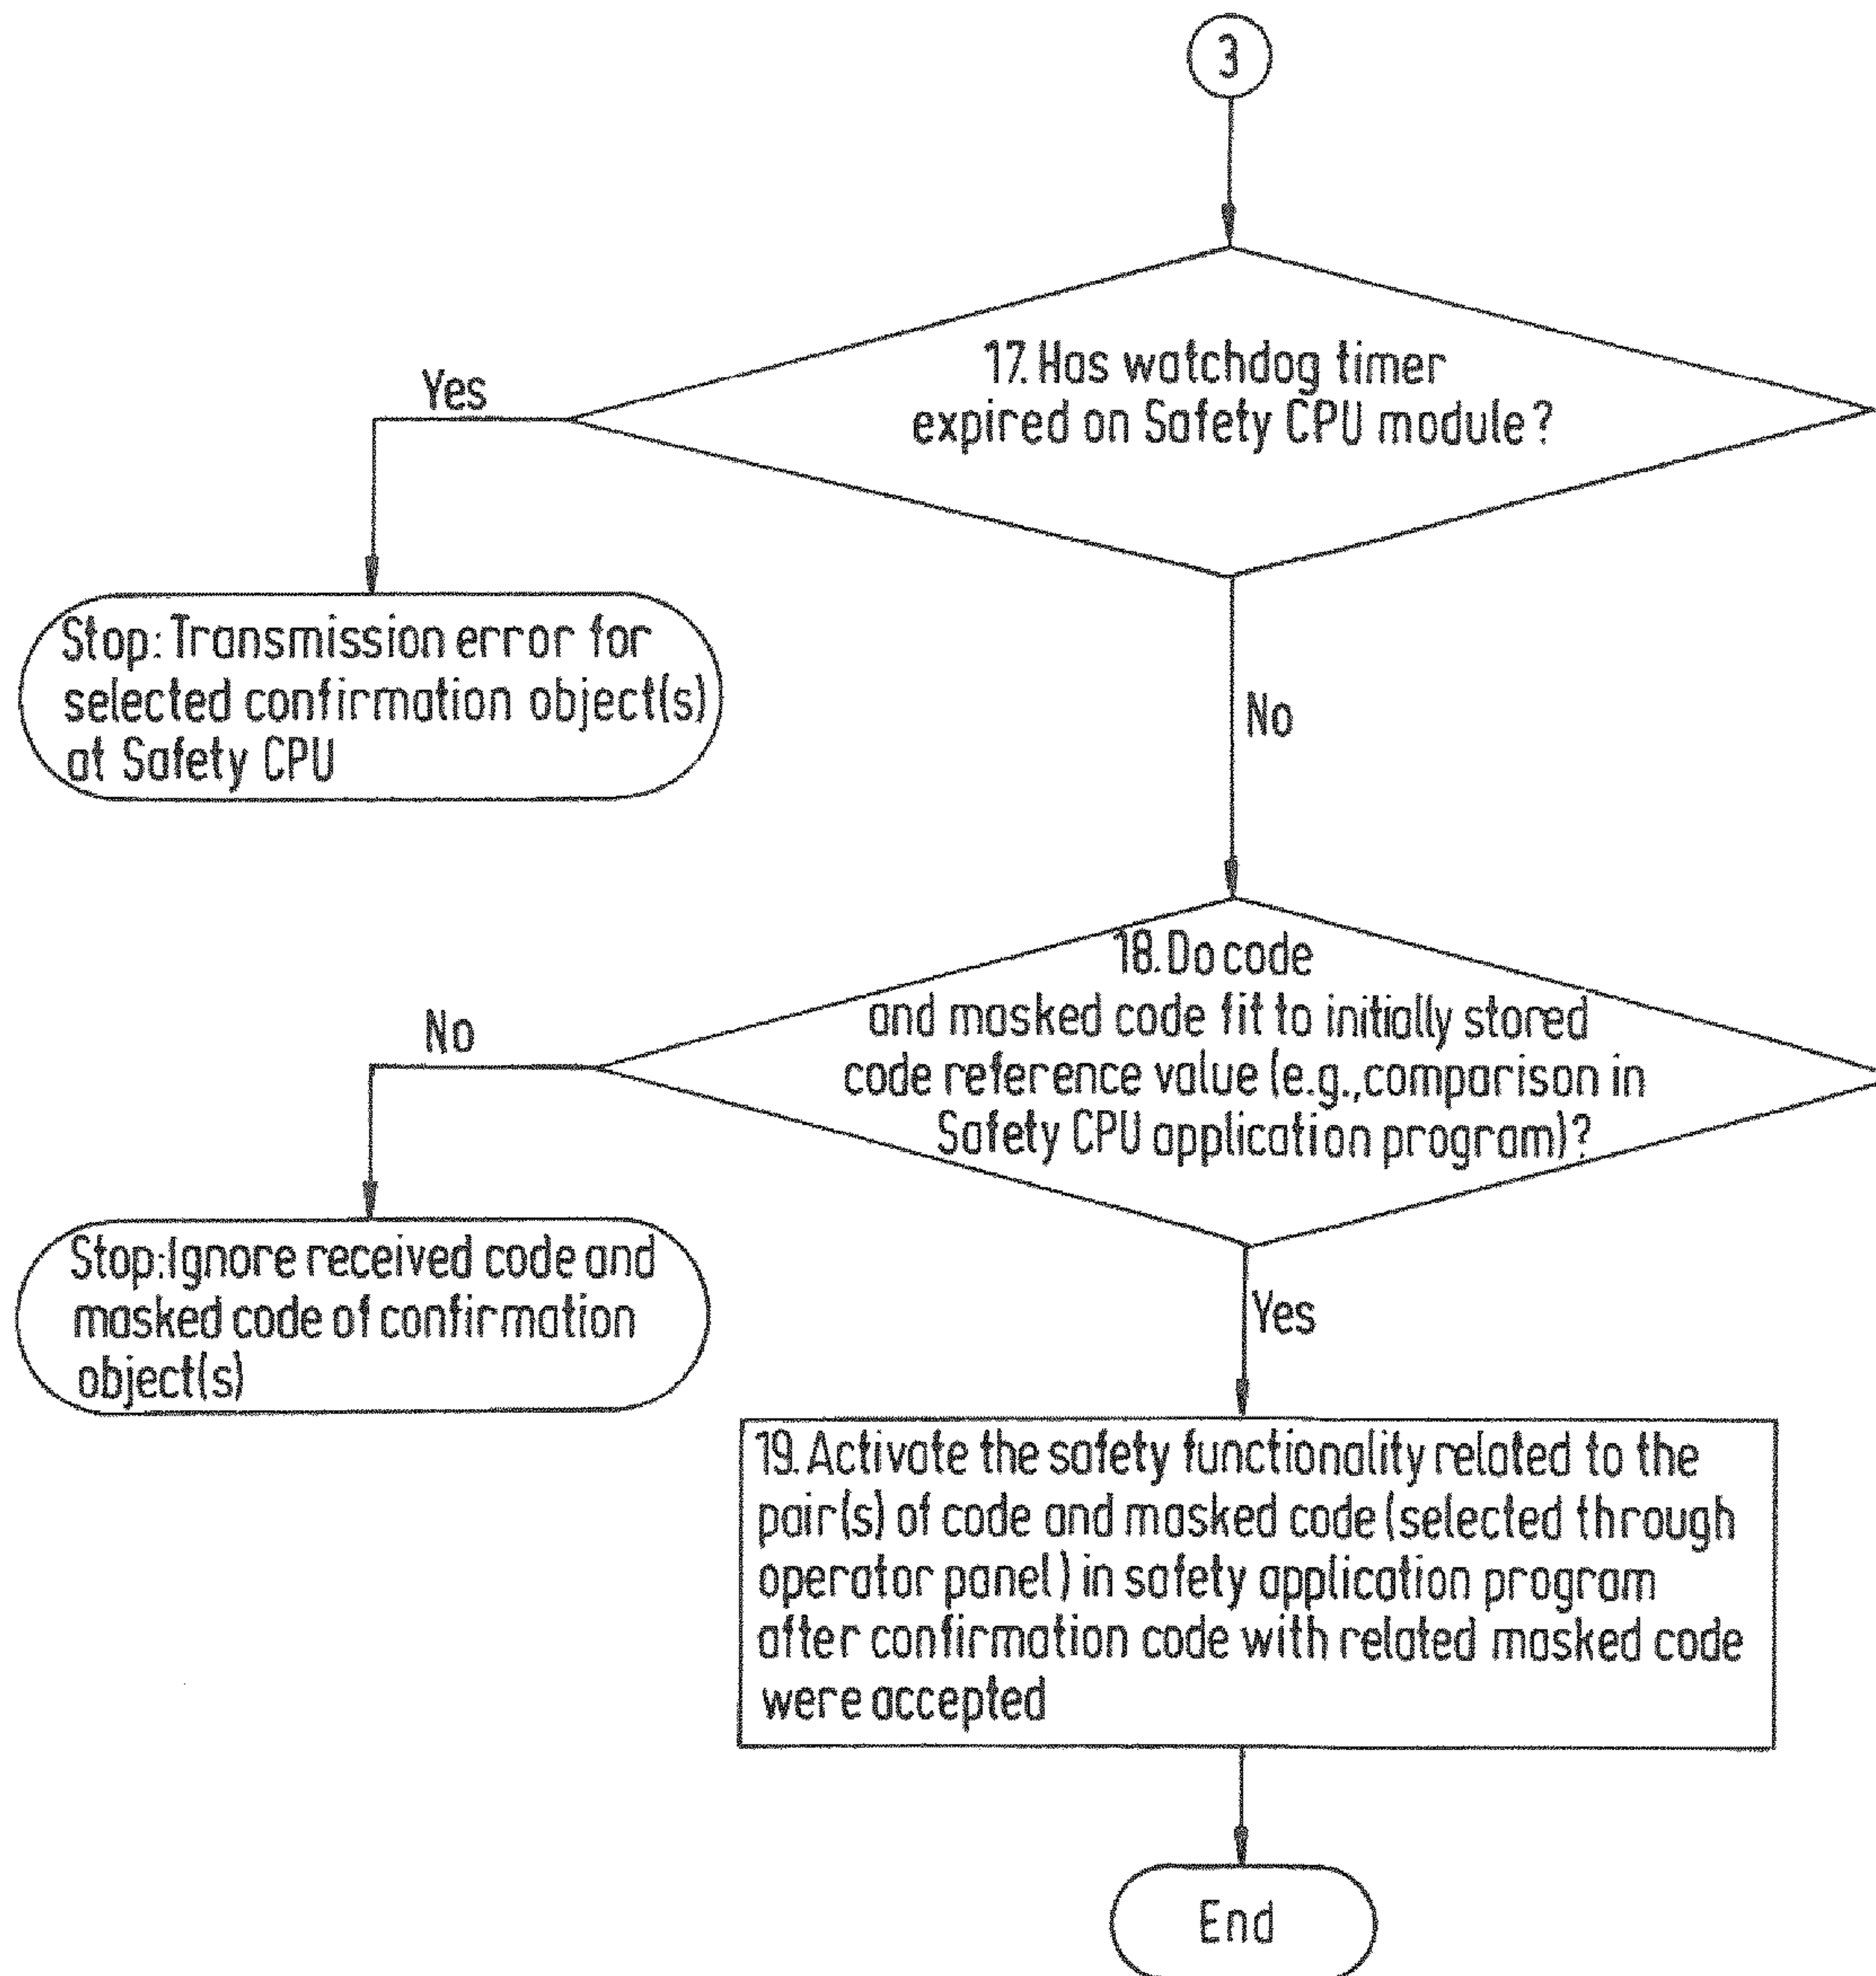 3
17. Has watchdog timer
expired on Safety CPU module?
Yes
Stop: Transmission error for
selected confirmation object(s)
at Safety CPU
No
18. Do code
and masked code fit to initially stored
code reference value (e.g., comparison in
Safety CPU application program)?
No
Stop: Ignore received code and
masked code of confirmation
object(s)
Yes
19. Activate the safety functionality related to the
pair(s) of code and masked code (selected through
operator panel) in safety application program
after confirmation code with related masked code
were accepted
End